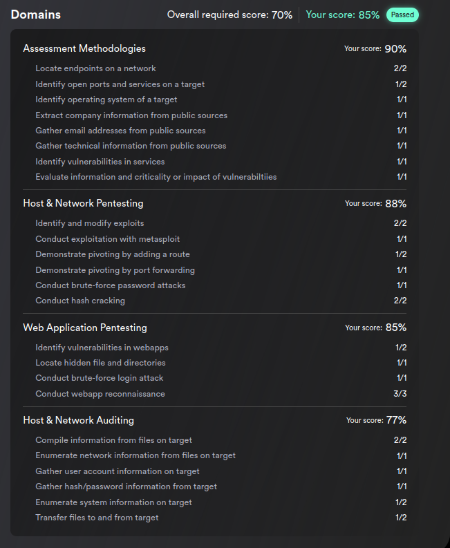 Domains Overall required score: 70% Your score: 85% Passed
Assessment Methodologies Your score: 90%
Locate endpoints on a network 2/2
Identify open ports and services on a target 1/2
Identify operating system of a target 1/1
Extract company information from public sources 1/1
Gather email addresses from public sources 1/1
Gather technical information from public sources 1/1
Identify vulnerabilities in services 1/1
Evaluate information and criticality or impact of vulnerabiltiies 1/1
Host & Network Pentesting Your score: 88%
Identify and modify exploits 2/2
Conduct exploitation with metasploit 1/1
Demonstrate pivoting by adding a route 1/2
Demonstrate pivoting by port forwarding 1/1
Conduct brute-force password attacks 1/1
Conduct hash cracking 2/2
Web Application Pentesting Your score: 85%
Identify vulnerabilities in webapps 1/2
Locate hidden file and directories 1/1
Conduct brute-force login attack 1/1
Conduct webapp reconnaissance 3/3
Host & Network Auditing Your score: 77%
Compile information from files on target 2/2
Enumerate network information from files on target 1/1
Gather user account information on target 1/1
Gather hash/password information from target 1/1
Enumerate system information on target 1/2
Transfer files to and from target 1/2